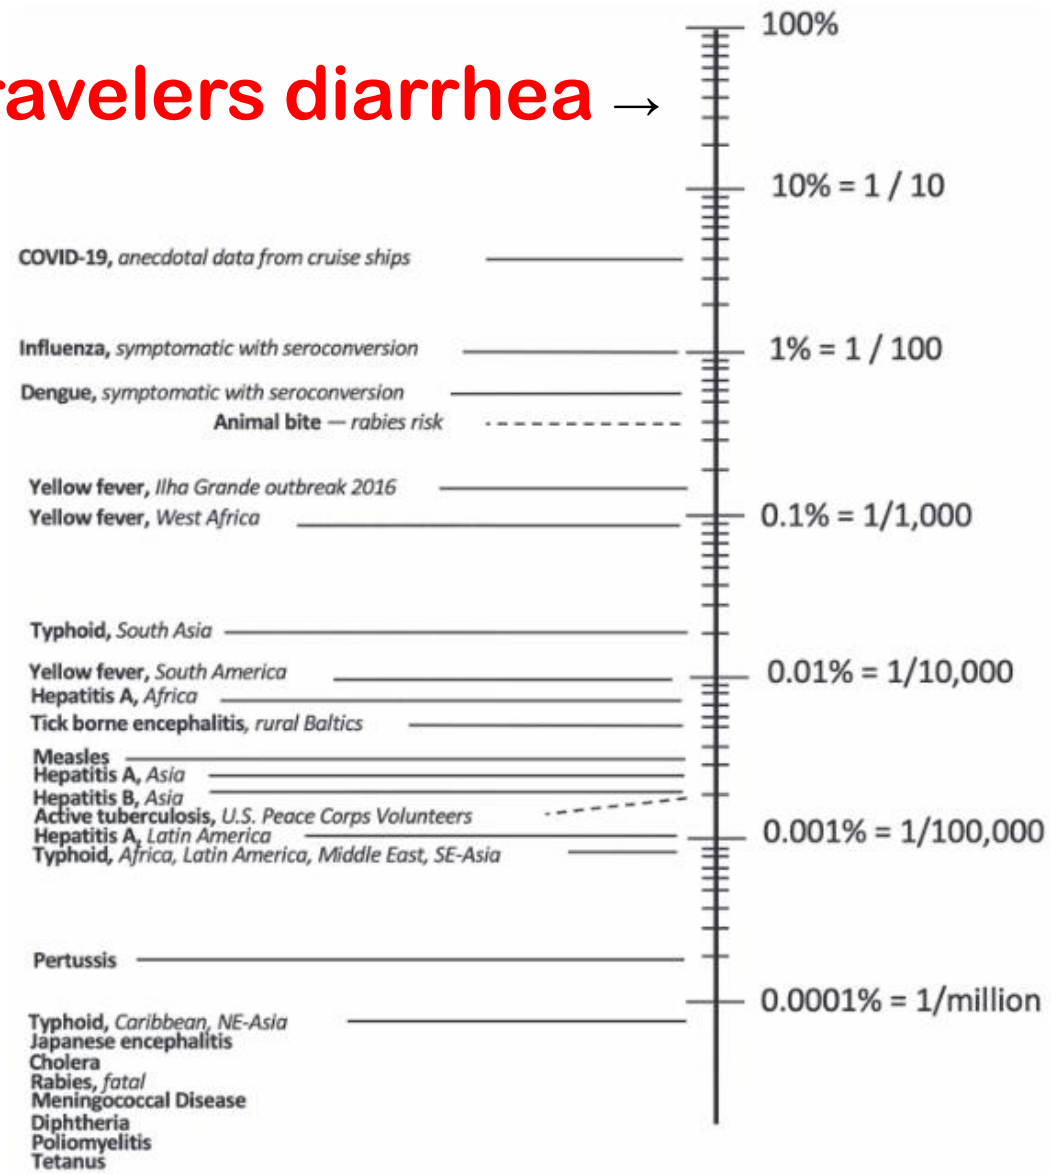 100%
ravelers diarrhea →
10% = 1 / 10
COVID-19, anecdotal data from cruise ships
Influenza, symptomatic with seroconversion
1% = 1 / 100
Dengue, symptomatic with seroconversion
Animal bite — rabies risk
Yellow fever, Ilha Grande outbreak 2016
Yellow fever, West Africa
0.1% = 1/1,000
Typhoid, South Asia
Yellow fever, South America
0.01% = 1/10,000
Hepatitis A, Africa
Tick borne encephalitis, rural Baltics
Measles
Hepatitis A, Asia
Hepatitis B, Asia
Active tuberculosis, U.S. Peace Corps Volunteers
Hepatitis A, Latin America
0.001% = 1/100,000
Typhoid, Africa, Latin America, Middle East, SE-Asia
Pertussis
0.0001% = 1/million
Typhoid, Caribbean, NE-Asia
Japanese encephalitis
Cholera
Rabies, fatal
Meningococcal Disease
Diphtheria
Poliomyelitis
Tetanus